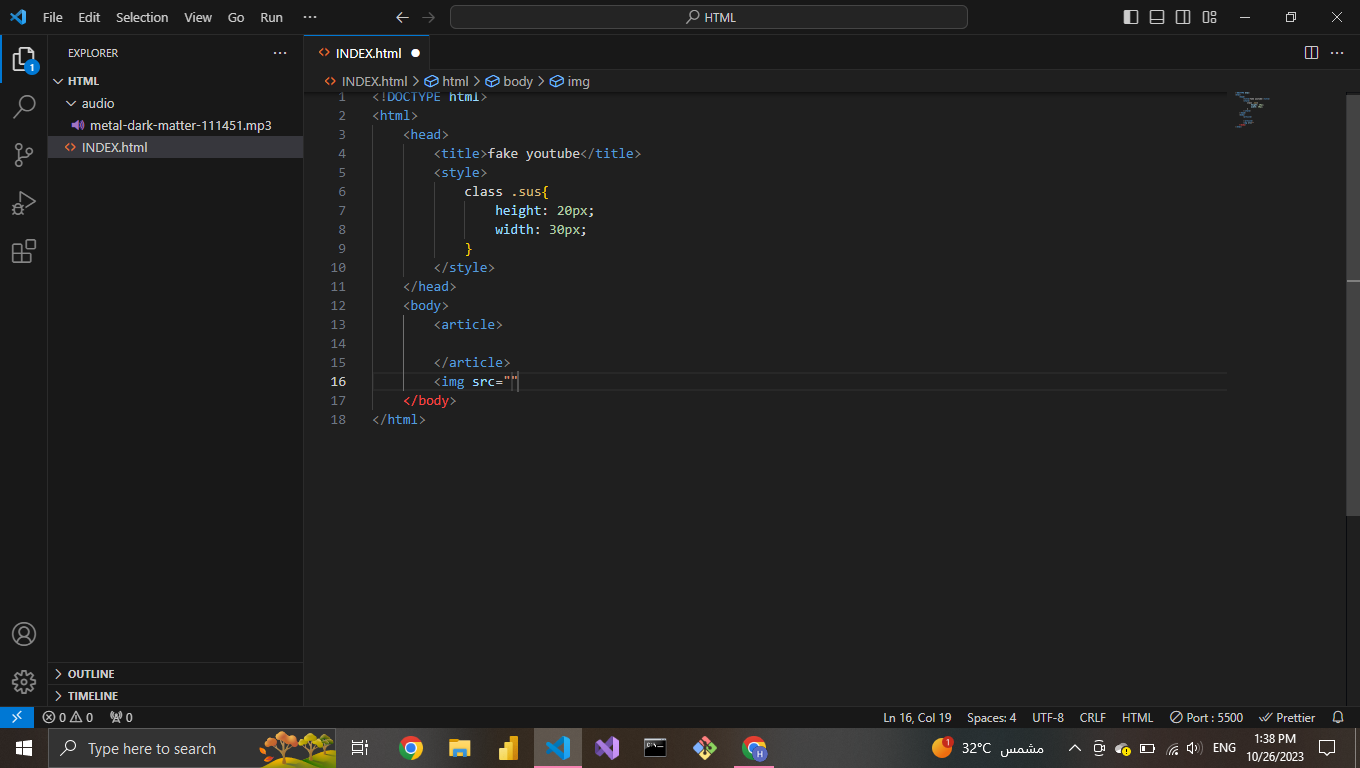 File Edit Selection View Go Run ··· HTML
EXPLORER ···
HTML
audio
metal-dark-matter-111451.mp3
INDEX.html
OUTLINE
TIMELINE
1
INDEX.html
INDEX.html > html > body > img
1 <!DOCTYPE html>
2 <html>
3 <head>
4 <title>fake youtube</title>
5 <style>
6 class .sus{
7 height: 20px;
8 width: 30px;
9 }
10 </style>
11 </head>
12 <body>
13 <article>
14
15 </article>
16 <img src=""
17 </body>
18 </html>
0 0 0 Ln 16, Col 19 Spaces: 4 UTF-8 CRLF HTML Port : 5500 Prettier
Type here to search H 1 32°C مشمس ENG 1:38 PM
10/26/2023